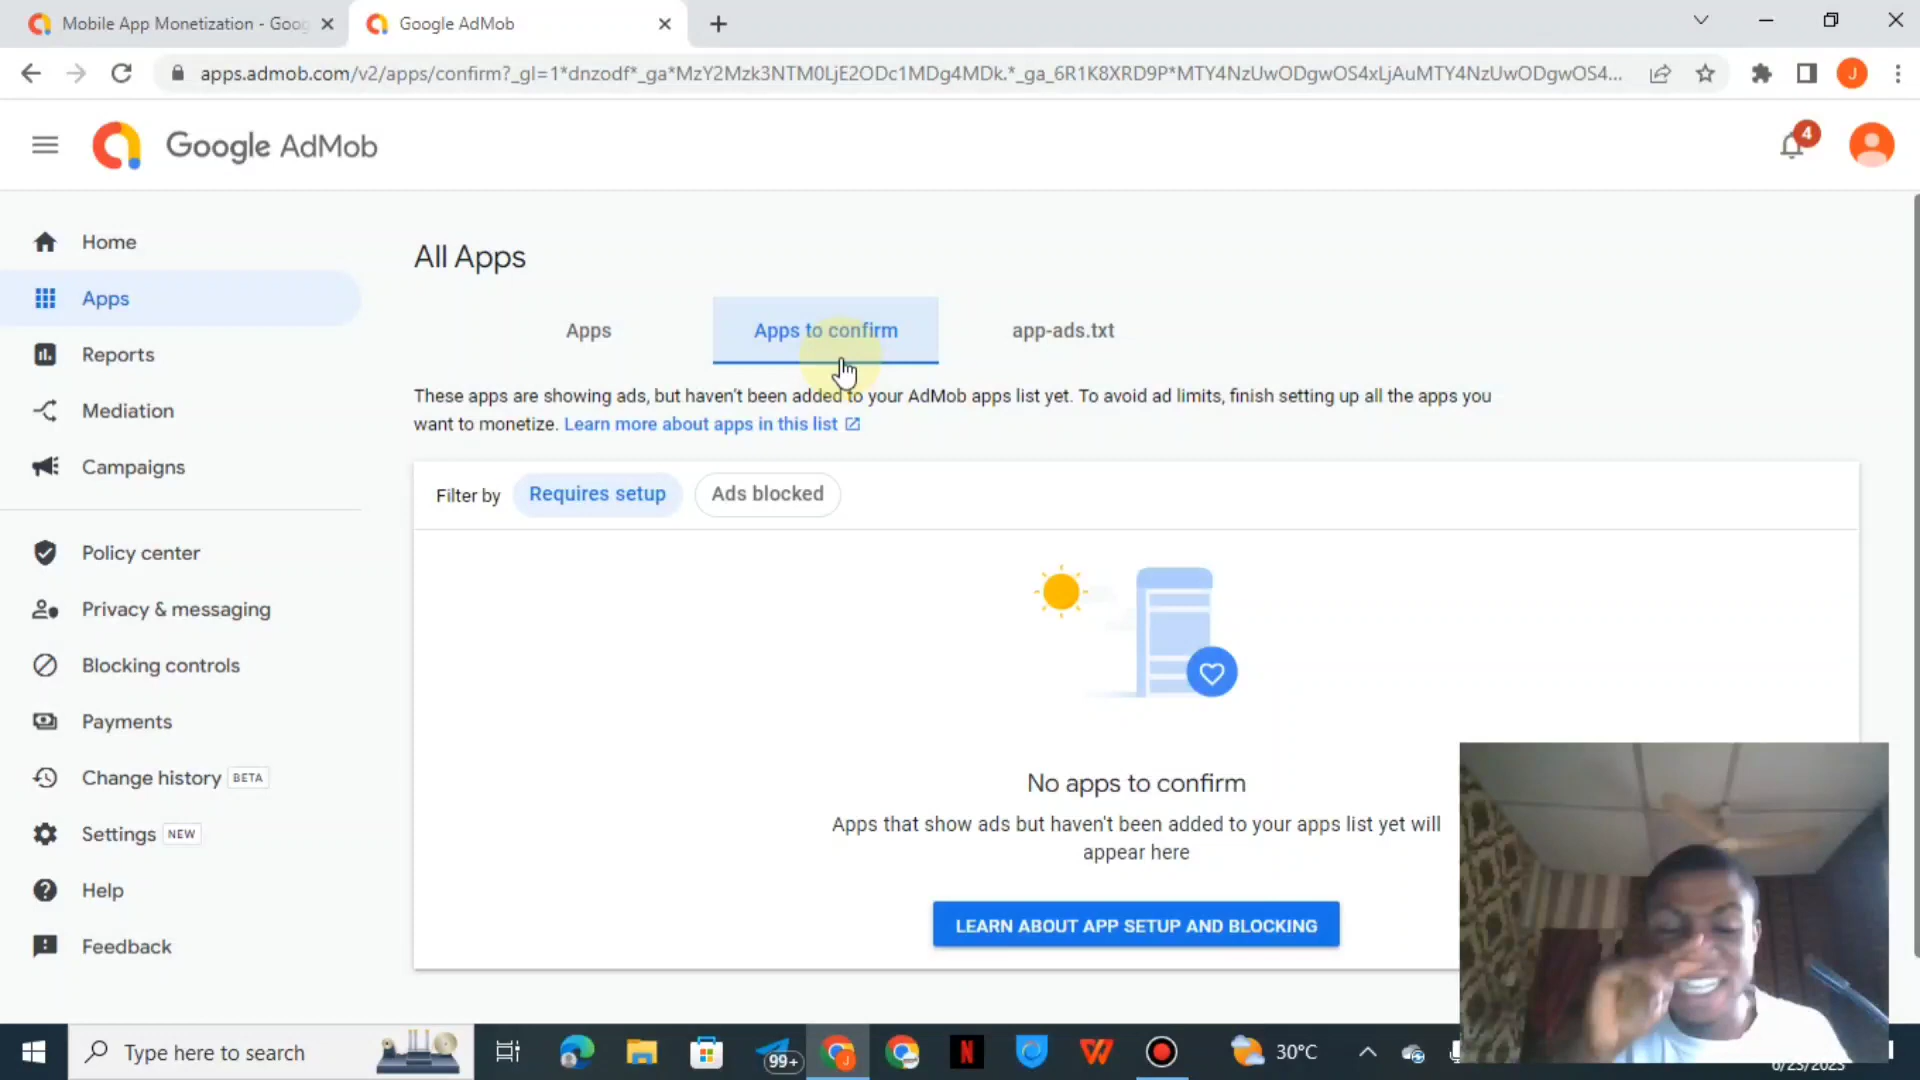 Mobile App Monetization - Goog
Google AdMob
apps.admob.com/v2/apps/confirm?_gl=1*dnzodf*_ga*MzY2Mzk3NTM0LjE2ODc1MDg4MDk.*_ga_6R1K8XRD9P*MTY4NzUwODgwOS4xLjAuMTY4NzUwODgwOS4...
J
Google AdMob
4
Home
Apps
Reports
Mediation
Campaigns
Policy center
Privacy & messaging
Blocking controls
Payments
Change history BETA
Settings NEW
Help
Feedback
All Apps
Apps
Apps to confirm
app-ads.txt
These apps are showing ads, but haven't been added to your AdMob apps list yet. To avoid ad limits, finish setting up all the apps you
want to monetize. Learn more about apps in this list
Filter by
Requires setup
Ads blocked
No apps to confirm
Apps that show ads but haven't been added to your apps list yet will
appear here
LEARN ABOUT APP SETUP AND BLOCKING
Type here to search
99+
J
N
W
30°C
6/23/2023